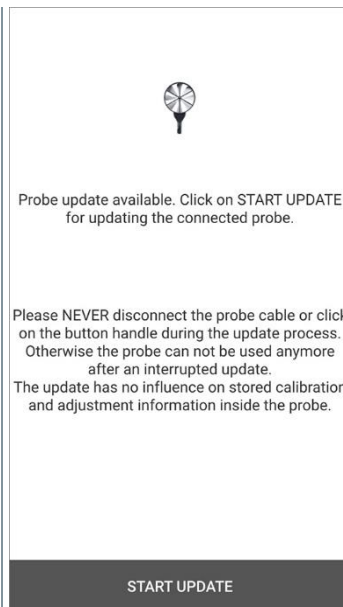 Probe update available. Click on START UPDATE
for updating the connected probe.
Please NEVER disconnect the probe cable or click
on the button handle during the update process.
Otherwise the probe can not be used anymore
after an interrupted update.
The update has no influence on stored calibration
and adjustment information inside the probe.
START UPDATE